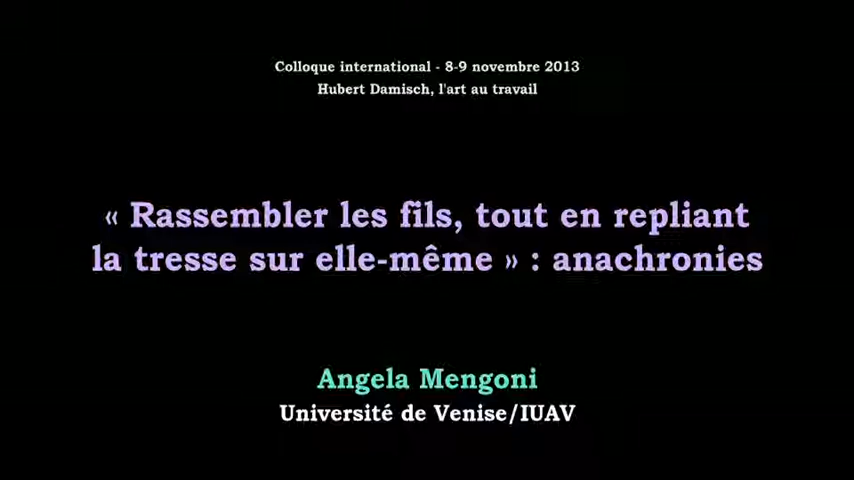 Colloque international - 8-9 novembre 2013
Hubert Damisch, l'art au travail
« Rassembler les fils, tout en repliant
la tresse sur elle-même » : anachronies
Angela Mengoni
Université de Venise/IUAV